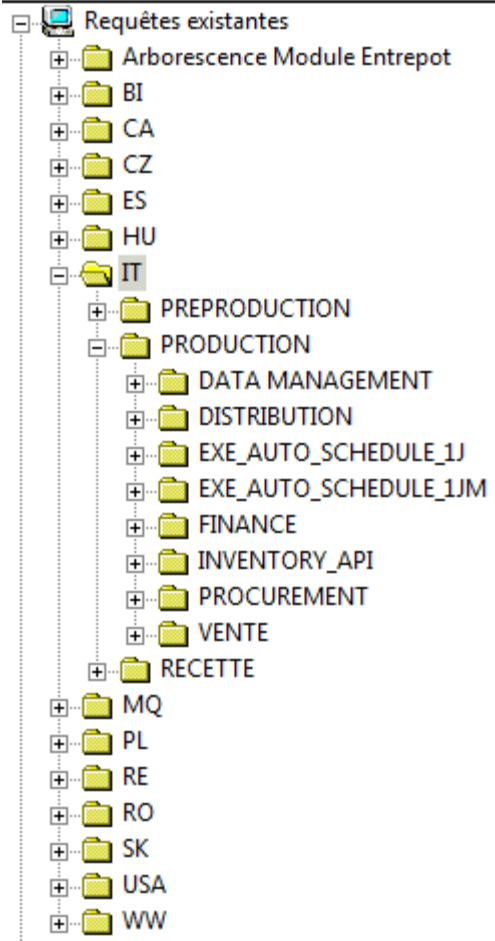 Requêtes existantes
Arborescence Module Entrepot
BI
CA
CZ
ES
HU
IT
PREPRODUCTION
PRODUCTION
DATA MANAGEMENT
DISTRIBUTION
EXE_AUTO_SCHEDULE_1J
EXE_AUTO_SCHEDULE_1JM
FINANCE
INVENTORY_API
PROCUREMENT
VENTE
RECETTE
MQ
PL
RE
RO
SK
USA
WW